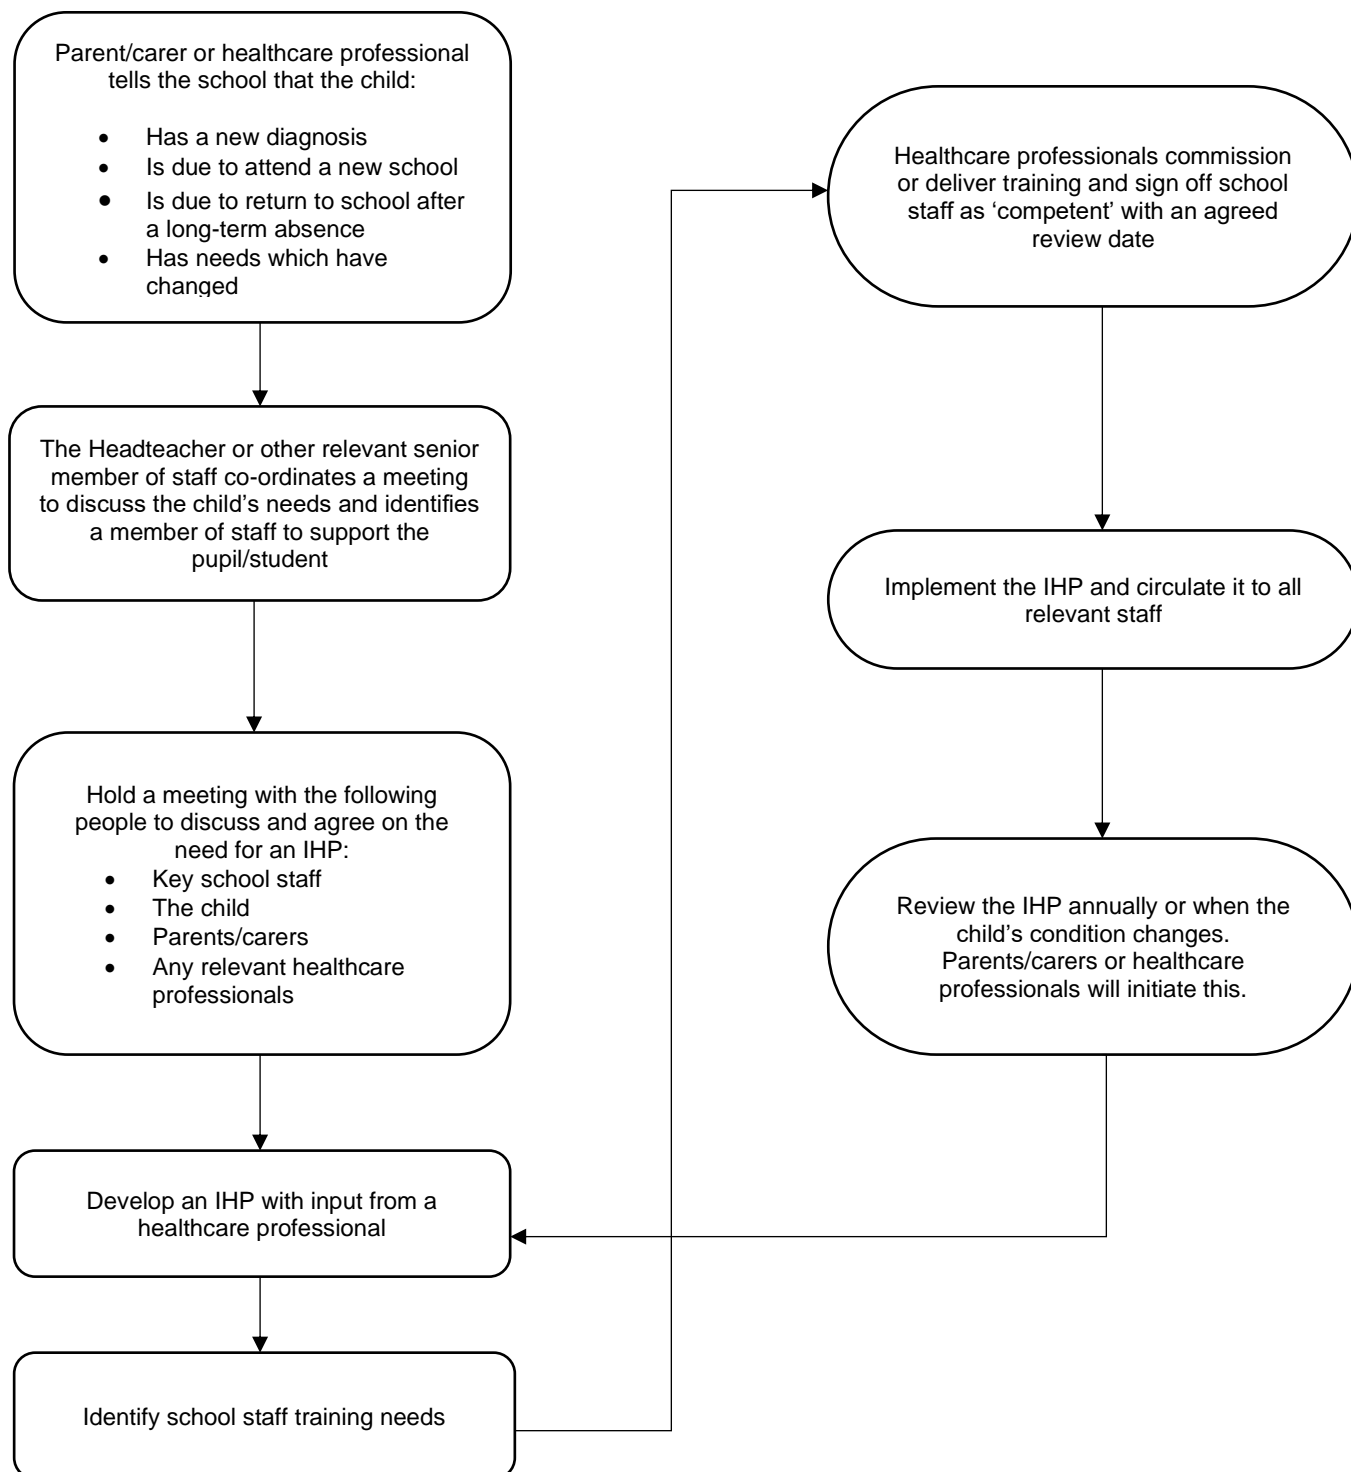 Parent/carer or healthcare professional
tells the school that the child:
• Has a new diagnosis
• Is due to attend a new school
• Is due to return to school after
a long-term absence
• Has needs which have
changed
The Headteacher or other relevant senior
member of staff co-ordinates a meeting
to discuss the child’s needs and identifies
a member of staff to support the
pupil/student
Hold a meeting with the following
people to discuss and agree on the
need for an IHP:
• Key school staff
• The child
• Parents/carers
• Any relevant healthcare
professionals
Develop an IHP with input from a
healthcare professional
Identify school staff training needs
Healthcare professionals commission
or deliver training and sign off school
staff as ‘competent’ with an agreed
review date
Implement the IHP and circulate it to all
relevant staff
Review the IHP annually or when the
child’s condition changes.
Parents/carers or healthcare
professionals will initiate this.